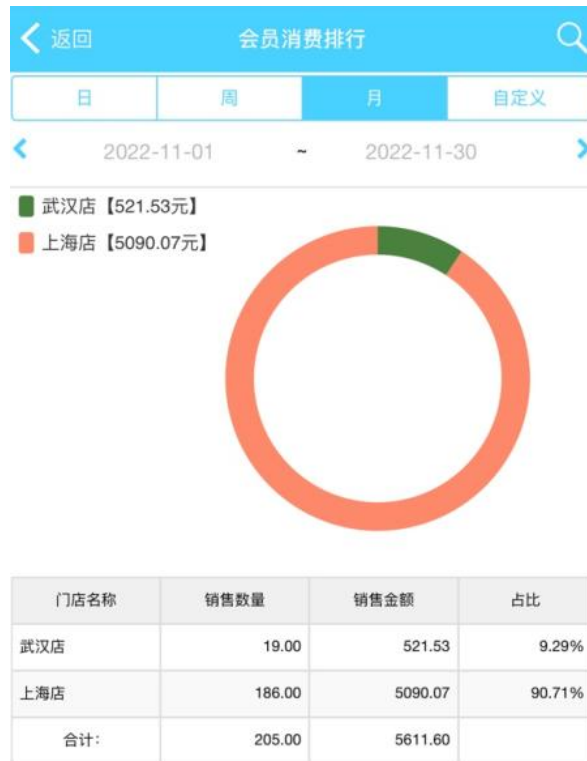 返回 会员消费排行
日 周 月 自定义
2022-11-01 ~ 2022-11-30
武汉店【521.53元】
上海店【5090.07元】
门店名称 销售数量 销售金额 占比
武汉店 19.00 521.53 9.29%
上海店 186.00 5090.07 90.71%
合计: 205.00 5611.60